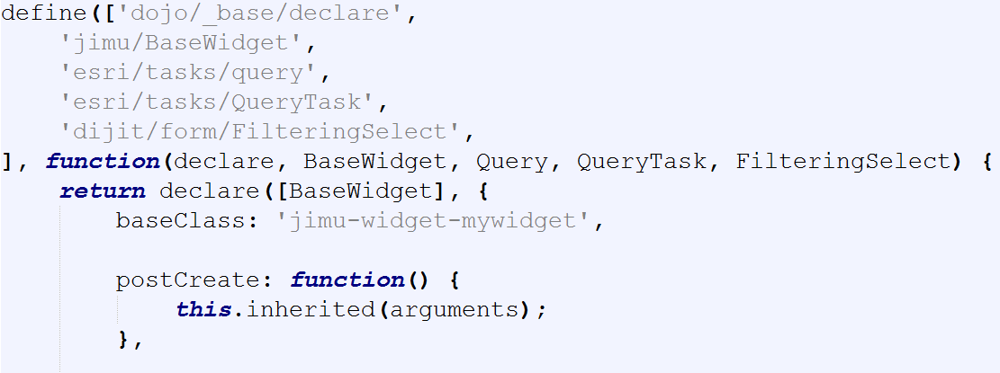 define(['dojo/_base/declare',
'jimu/BaseWidget',
'esri/tasks/query',
'esri/tasks/QueryTask',
'dijit/form/FilteringSelect',
], function(declare, BaseWidget, Query, QueryTask, FilteringSelect) {
return declare([BaseWidget], {
baseClass: 'jimu-widget-mywidget',
postCreate: function() {
this.inherited(arguments);
},